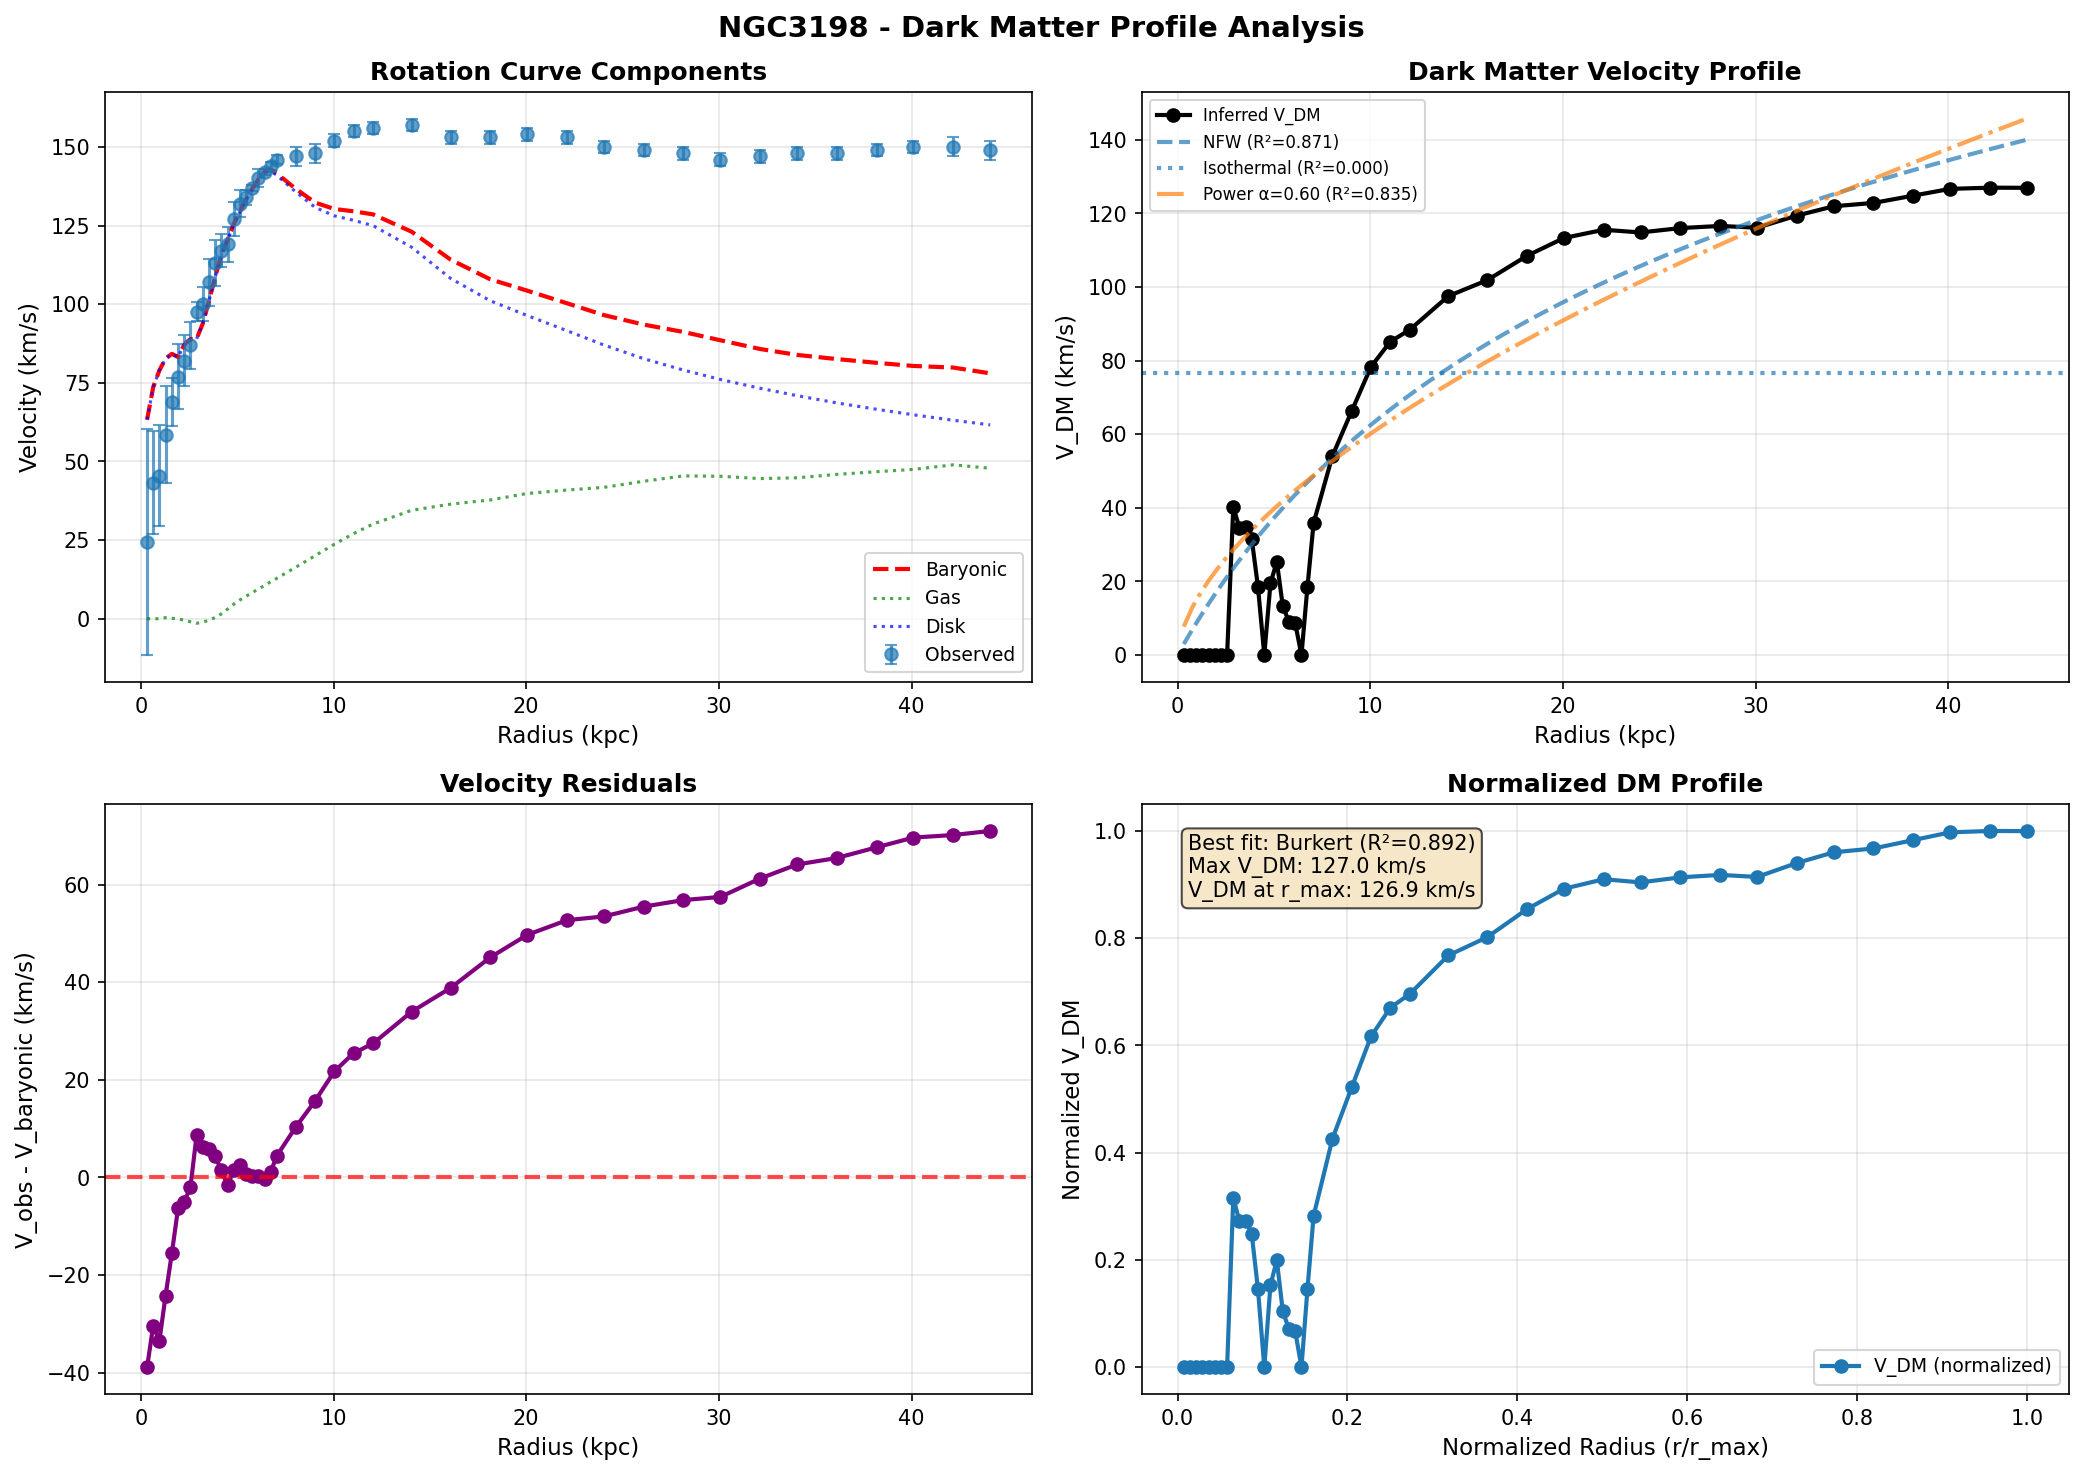 NGC3198 - Dark Matter Profile Analysis
Rotation Curve Components
Velocity (km/s)
150
125
100
75
50
25
0
Baryonic
Gas
Disk
Observed
0 10 20 30 40
Radius (kpc)
Dark Matter Velocity Profile
V_DM (km/s)
140
120
100
80
60
40
20
0
Inferred V_DM
NFW (R²=0.871)
Isothermal (R²=0.000)
Power α=0.60 (R²=0.835)
0 10 20 30 40
Radius (kpc)
Velocity Residuals
V_obs - V_baryonic (km/s)
60
40
20
0
−20
−40
0 10 20 30 40
Radius (kpc)
Normalized DM Profile
Normalized V_DM
1.0
0.8
0.6
0.4
0.2
0.0
Best fit: Burkert (R²=0.892)
Max V_DM: 127.0 km/s
V_DM at r_max: 126.9 km/s
V_DM (normalized)
0.0 0.2 0.4 0.6 0.8 1.0
Normalized Radius (r/r_max)